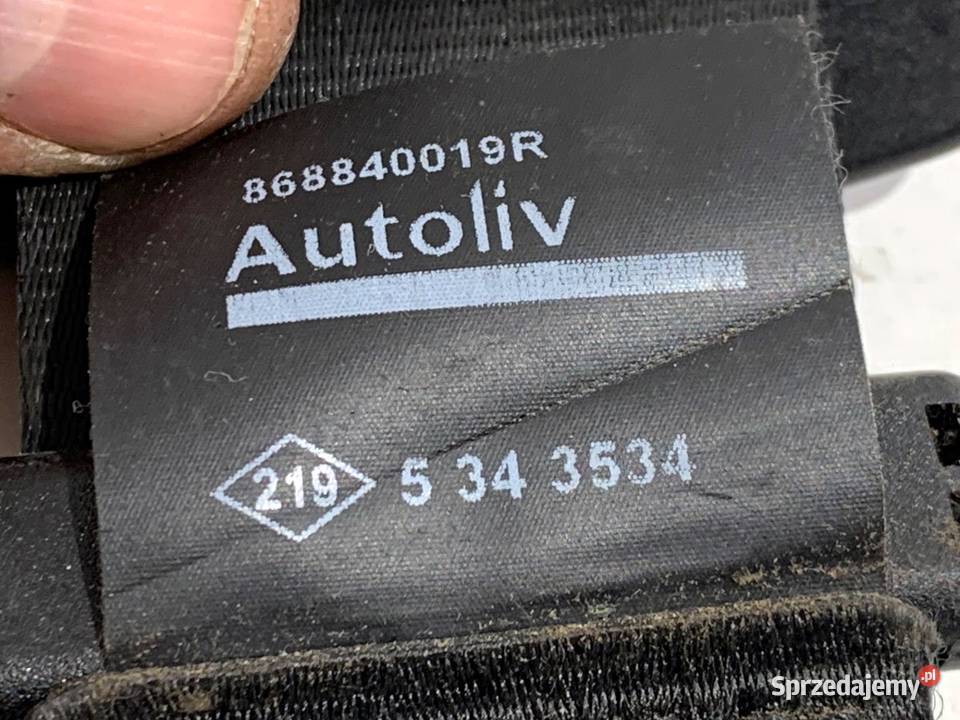 868840019R
Autoliv
219 5 34 3534
Sprzedajemy.pl